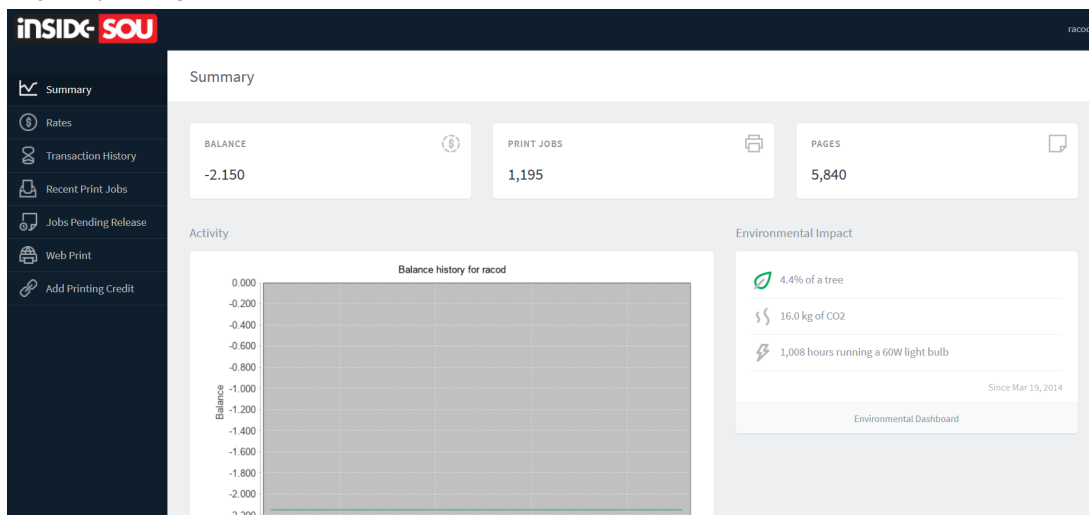 inSIDE- SOU
racod
Summary
Rates
Transaction History
Recent Print Jobs
Jobs Pending Release
Web Print
Add Printing Credit
Summary
BALANCE
-2.150
PRINT JOBS
1,195
PAGES
5,840
Activity
Balance history for racod
0.000
-0.200
-0.400
-0.600
-0.800
-1.000
-1.200
-1.400
-1.600
-1.800
-2.000
-2.200
Balance
Environmental Impact
4.4% of a tree
16.0 kg of CO2
1,008 hours running a 60W light bulb
Since Mar 19, 2014
Environmental Dashboard